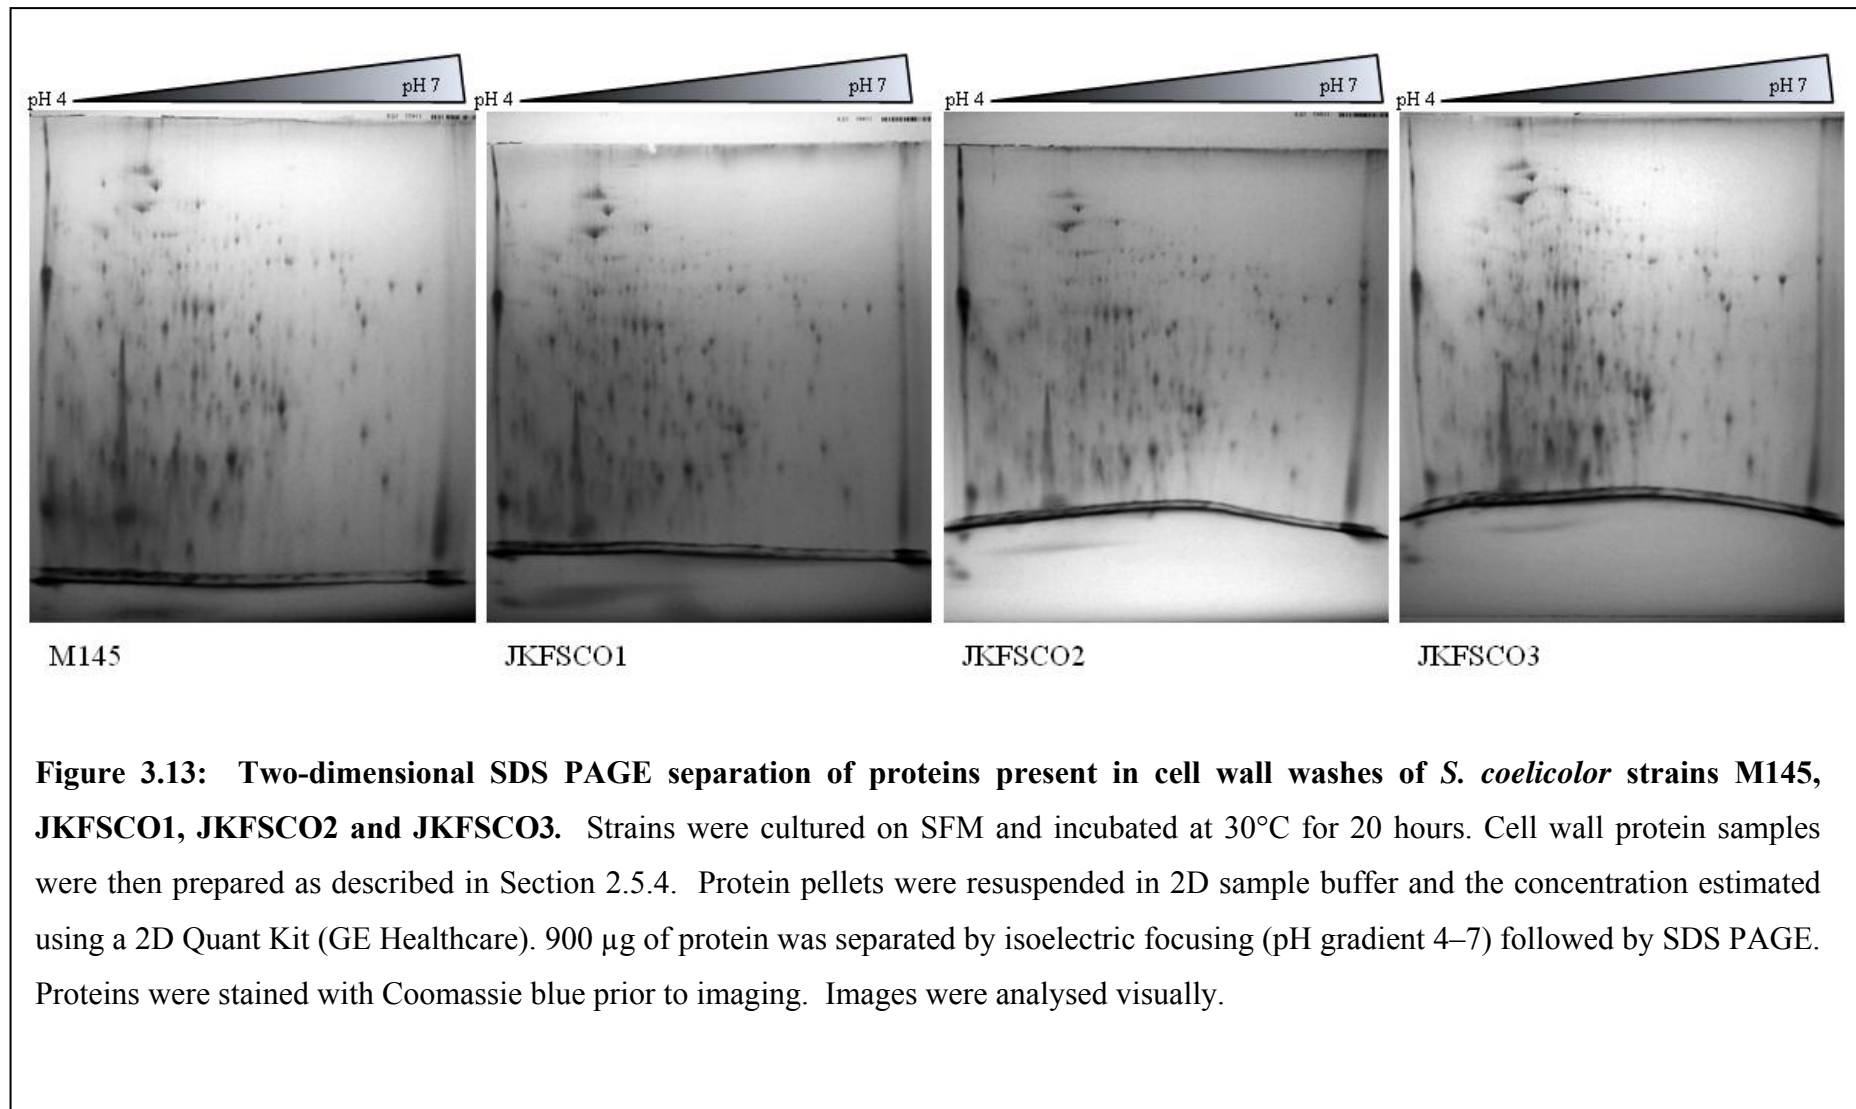 pH 4 pH 7 pH 4 pH 7 pH 4 pH 7 pH 4 pH 7
M145 JKFSCO1 JKFSCO2 JKFSCO3
Figure 3.13: Two-dimensional SDS PAGE separation of proteins present in cell wall washes of S. coelicolor strains M145,
JKFSCO1, JKFSCO2 and JKFSCO3. Strains were cultured on SFM and incubated at 30°C for 20 hours. Cell wall protein samples
were then prepared as described in Section 2.5.4. Protein pellets were resuspended in 2D sample buffer and the concentration estimated
using a 2D Quant Kit (GE Healthcare). 900 µg of protein was separated by isoelectric focusing (pH gradient 4–7) followed by SDS PAGE.
Proteins were stained with Coomassie blue prior to imaging. Images were analysed visually.